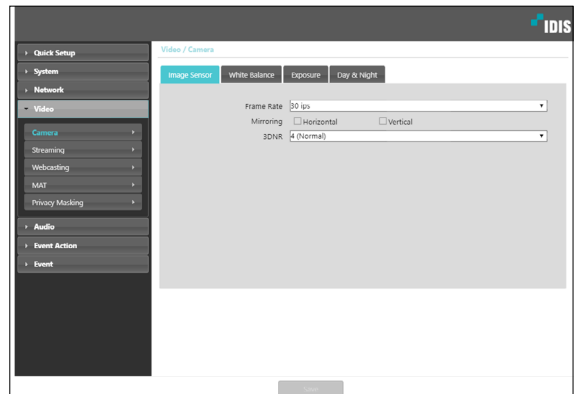 IDIS
Quick Setup
System
Network
Video
Camera
Streaming
Webcasting
MAT
Privacy Masking
Audio
Event Action
Event
Video / Camera
Image Sensor White Balance Exposure Day & Night
Frame Rate 30 ips
Mirroring Horizontal Vertical
3DNR 4 (Normal)
Save